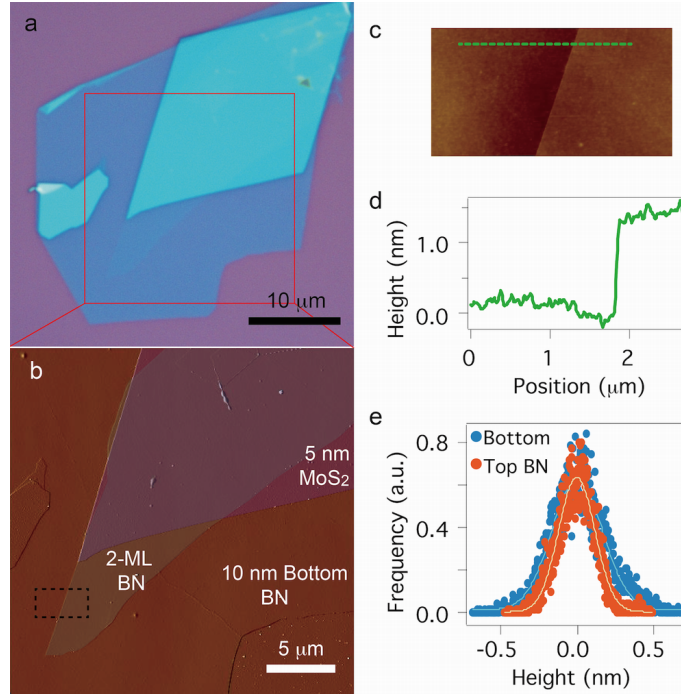 a
10 μm
b
5 nm
MoS₂
2-ML
BN
10 nm Bottom
BN
5 μm
c
d
Height (nm)
1.0
0.0
0
1
2
Position (μm)
e
Bottom
Top BN
Frequency (a.u.)
0.8
0.4
0.0
-0.5
0.0
0.5
Height (nm)